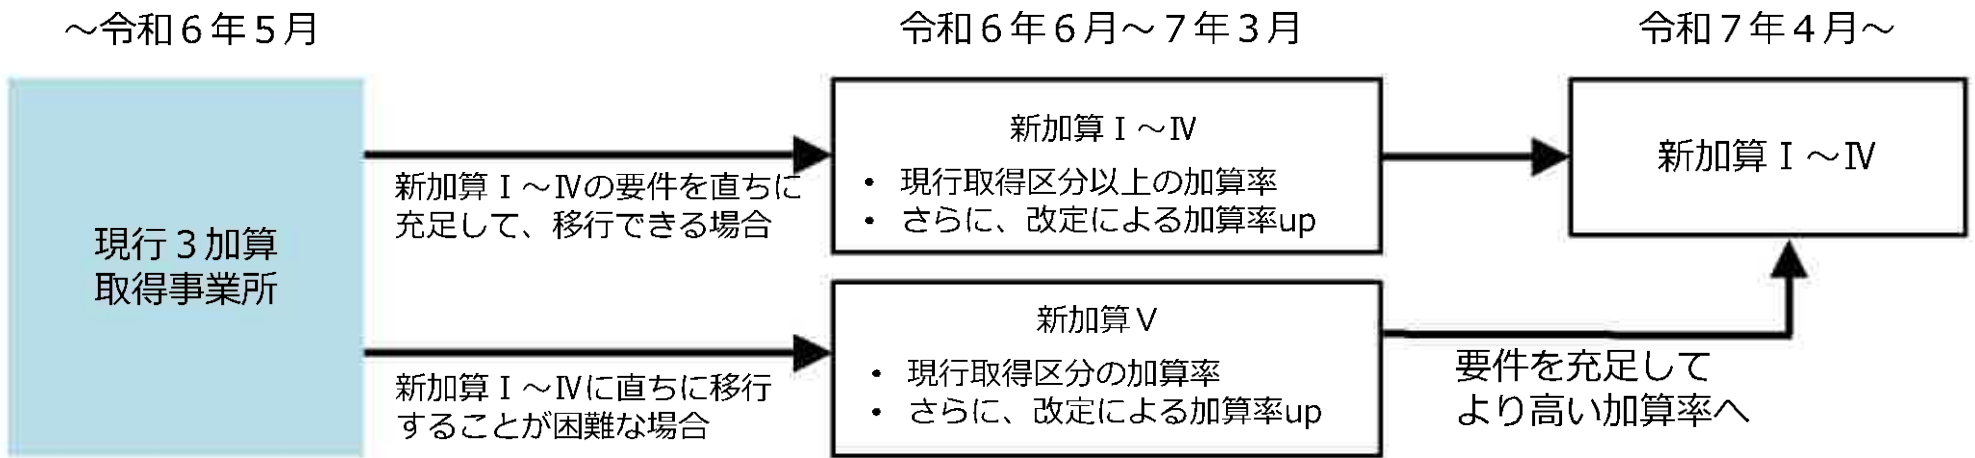 ～令和６年５月
令和６年６月～７年３月
令和７年４月～
現行３加算
取得事業所
新加算Ⅰ～Ⅳの要件を直ちに
充足して、移行できる場合
新加算Ⅰ～Ⅳ
• 現行取得区分以上の加算率
• さらに、改定による加算率up
新加算Ⅰ～Ⅳ
新加算Ⅰ～Ⅳに直ちに移行
することが困難な場合
新加算Ⅴ
• 現行取得区分の加算率
• さらに、改定による加算率up
要件を充足して
より高い加算率へ